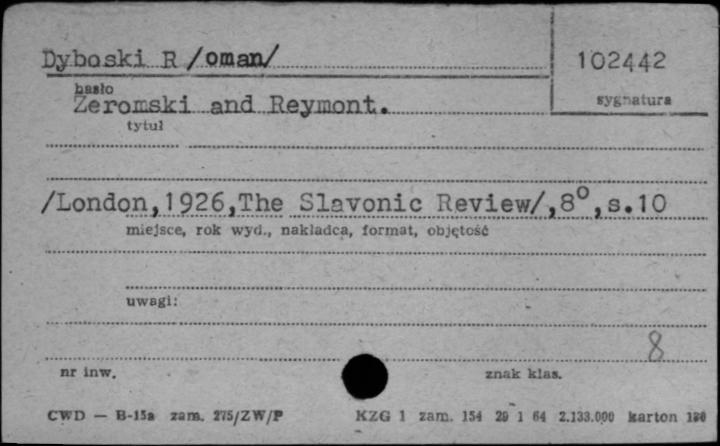 Dyboski R /oman/
102442
hasło
sygnatura
Zeromski and Reymont.
tytuł
/London,1926,The Slavonic Review/,8°,s.10
miejsce, rok wyd., nakładca, format, objętość
uwagi:
8
nr inw.
znak klas.
CWD — B-15a zam. 275/ZW/P KZG 1 zam. 154 29 1 64 2.133.000 karton